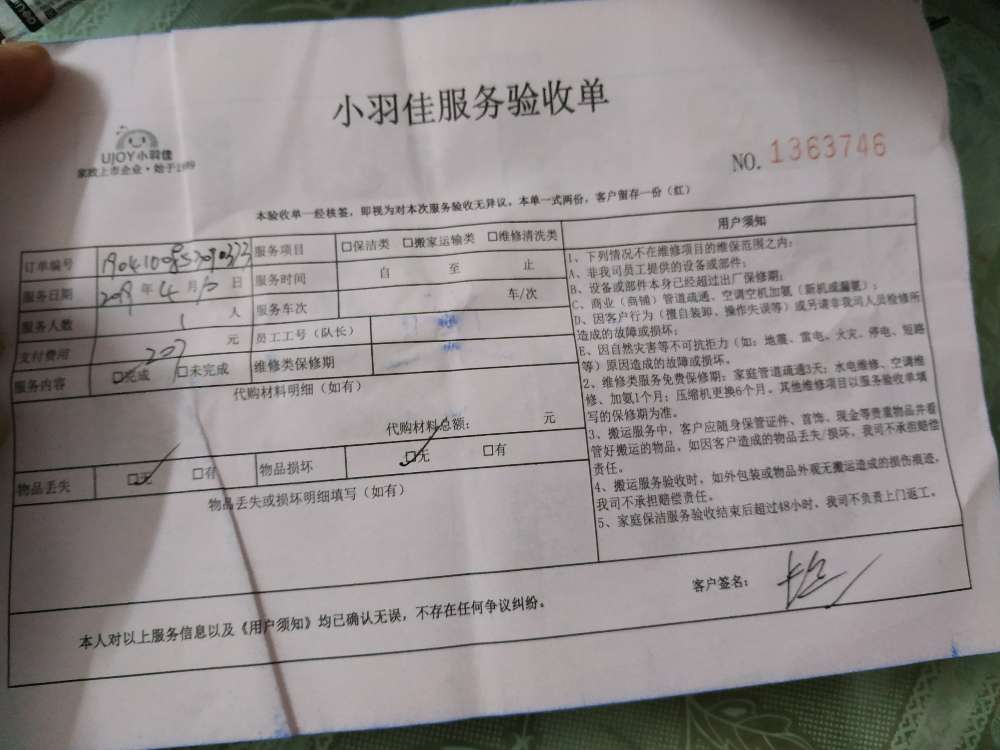 小羽佳服务验收单
UJOY小羽佳
家政上市企业·始于1989
NO. 1363746
本验收单一经核签，即视为对本次服务验收无异议，本单一式两份，客户留存一份（红）
订单编号 服务项目 □保洁类 □搬家运输类 □维修清洗类
服务日期 2019 年 4 月 10 日 服务时间 自 至 止
服务人数 1 人 服务车次 车/次
支付费用 元 员工工号（队长）
服务内容 □完成 □未完成 维修类保修期
代购材料明细（如有）
代购材料总额： 元
物品丢失 □无 □有 物品损坏 □无 □有
物品丢失或损坏明细填写（如有）
用户须知
1、下列情况不在维修项目的维保范围之内：
A、非我司员工提供的设备或部件；
B、设备或部件本身已经超过出厂保修期；
C、商业（商铺）管道疏通、空调空机加氨（新机或漏氨）；
D、因客户行为（擅自装卸、操作失误等）或另请非我司人员检修所
造成的故障或损坏；
E、因自然灾害等不可抗拒力（如：地震、雷电、火灾、停电、短路
等）原因造成的故障或损坏。
2、维修类服务免费保修期：家庭管道疏通3天；水电维修、空调维
修、加氨1个月；压缩机更换6个月。其他维修项目以服务验收单填
写的保修期为准。
3、搬运服务中，客户应随身保管证件、首饰、现金等贵重物品并看
管好搬运的物品，如因客户造成的物品丢失/损坏，我司不承担赔偿
责任。
4、搬运服务验收时，如外包装或物品外观无搬运造成的损伤痕迹，
我司不承担赔偿责任。
5、家庭保洁服务验收结束后超过48小时，我司不负责上门返工。
客户签名：
本人对以上服务信息以及《用户须知》均已确认无误，不存在任何争议纠纷。